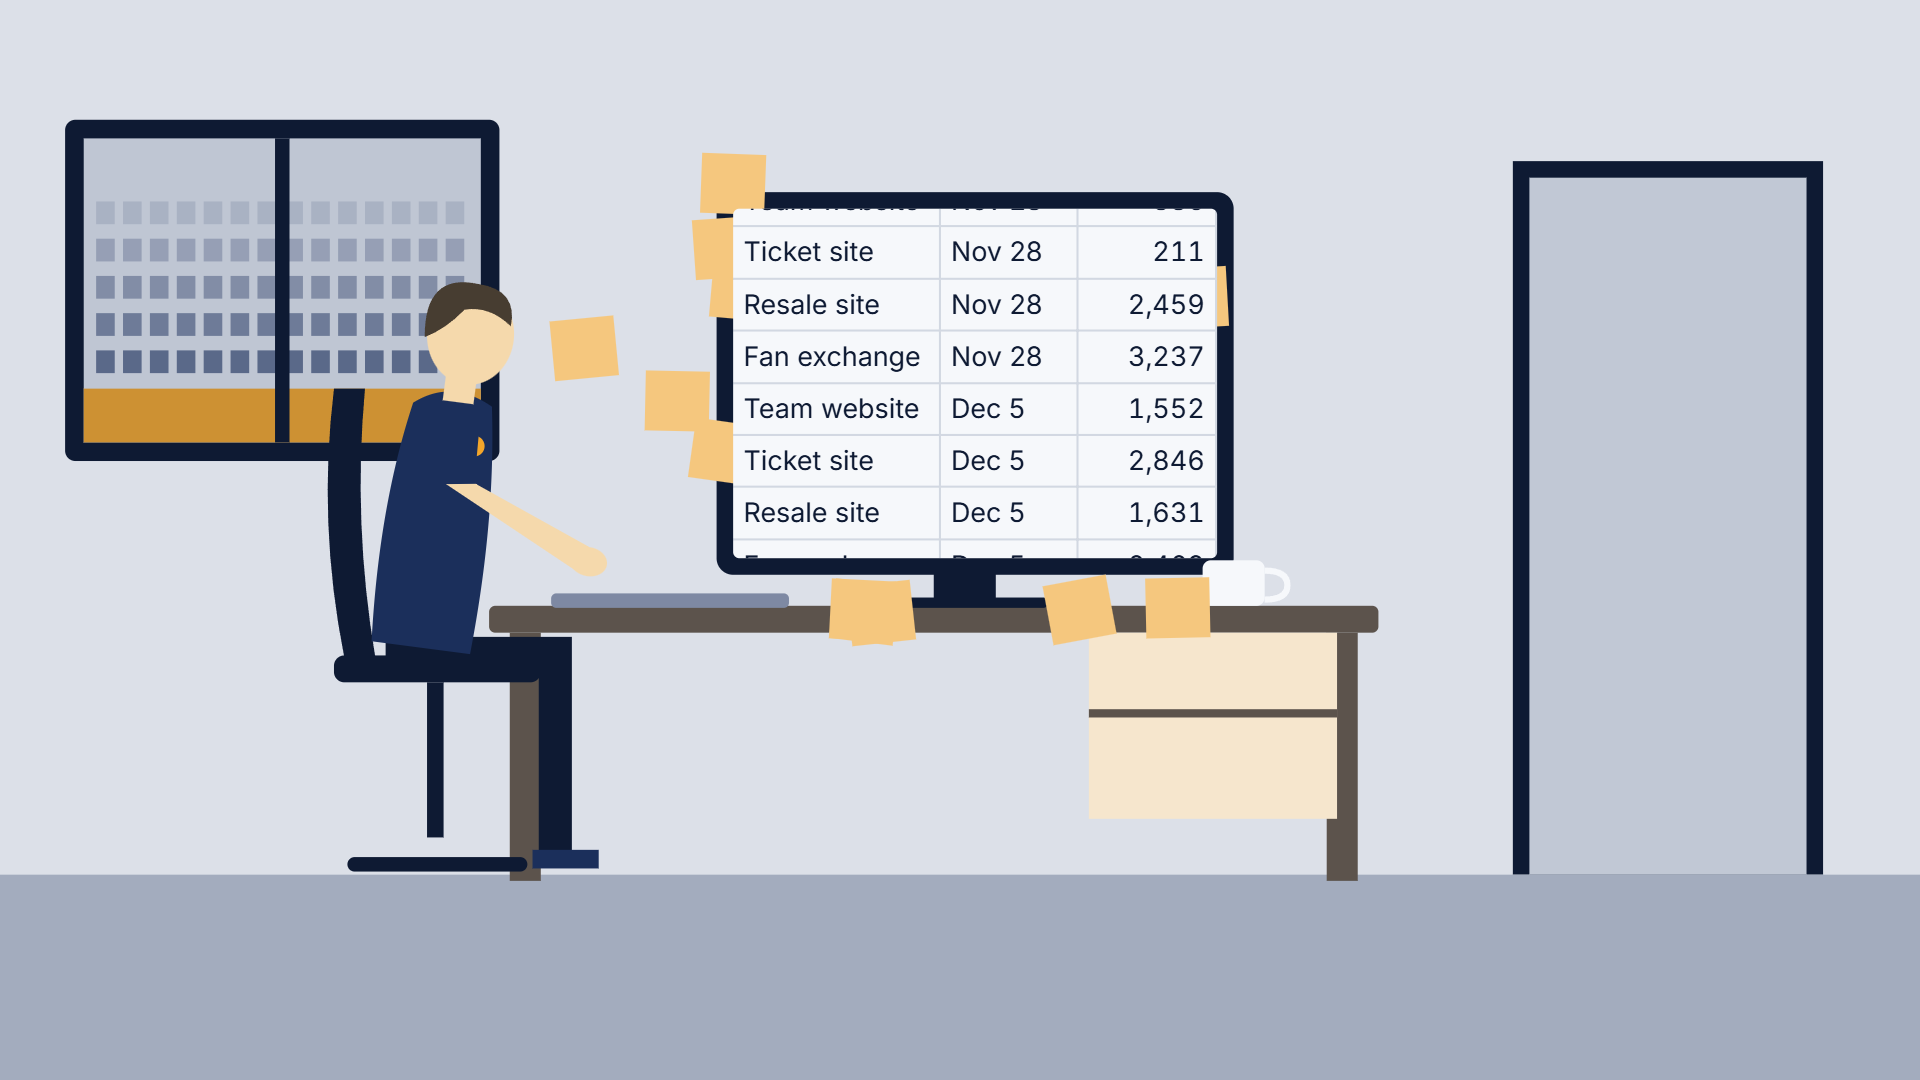 Ticket site Nov 28 211
Resale site Nov 28 2,459
Fan exchange Nov 28 3,237
Team website Dec 5 1,552
Ticket site Dec 5 2,846
Resale site Dec 5 1,631